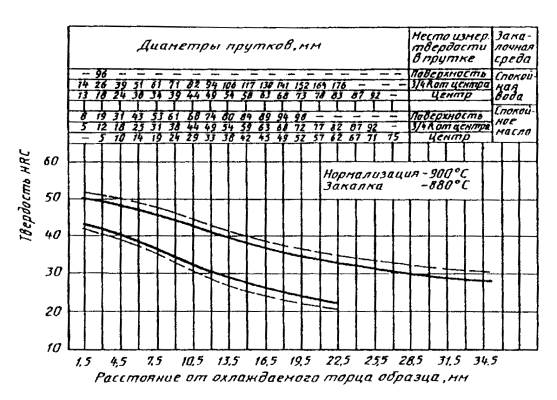 Диаметры прутков, мм
Место измер. твердости в прутке
Закалочная среда
— 96 — — — — — — — — — — — — — — — — Поверхность
14 26 39 51 61 71 82 94 106 117 130 141 152 164 176 — — — 3/4 R от центра
13 18 24 30 34 39 44 49 54 58 63 68 73 78 83 87 92 — Центр
Спокойная вода
8 19 31 43 53 61 68 74 80 84 89 94 98 — — — — — Поверхность
5 12 18 25 31 38 44 49 54 59 63 68 72 77 82 87 92 — 3/4 R от центра
— 5 10 14 19 24 29 33 38 42 45 49 52 57 62 67 71 75 Центр
Спокойное масло
Твердость HRC
60
50
40
30
20
10
Нормализация – 900°С
Закалка – 880°С
1,5 4,5 7,5 10,5 13,5 16,5 19,5 22,5 25,5 28,5 31,5 34,5
Расстояние от охлаждаемого торца образца, мм